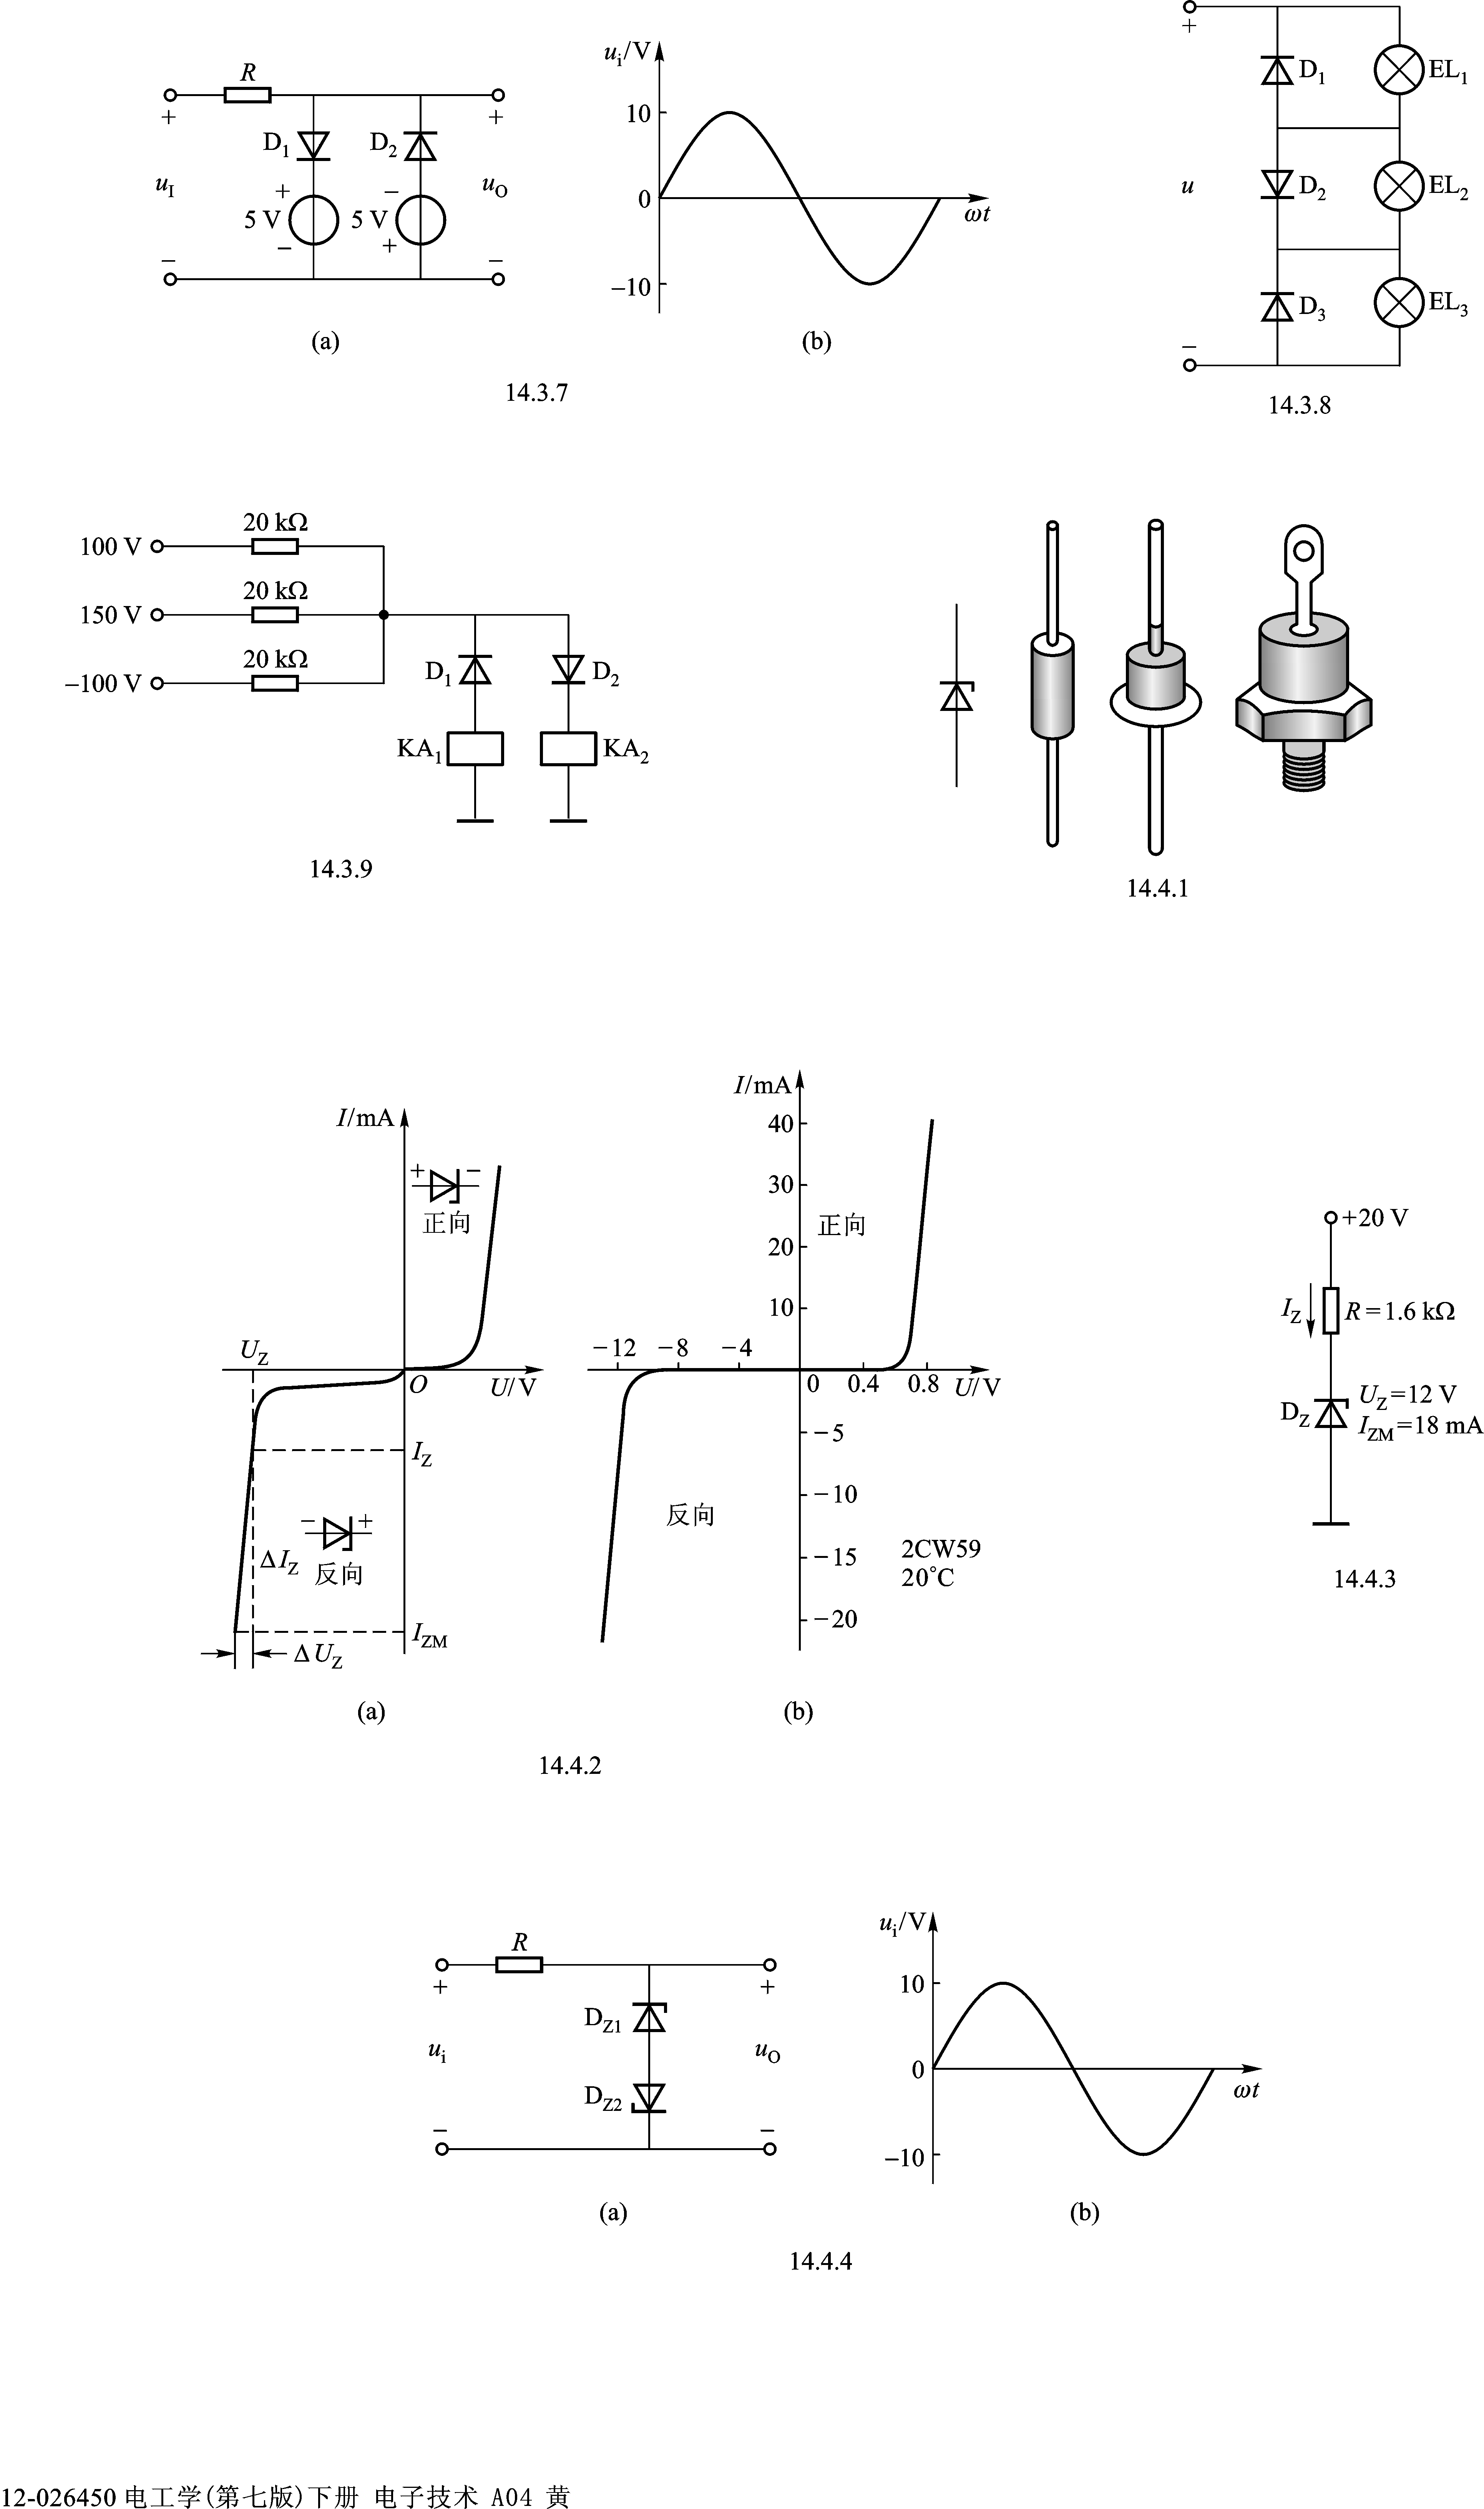 R
+ D₁ D₂ +
uI + − uO
5 V 5 V
− − + −
(a)
ui/V
10
0
ωt
−10
(b)
14.3.7
+
D₁ EL₁
u D₂ EL₂
D₃ EL₃
−
14.3.8
20 kΩ
100 V
20 kΩ
150 V
20 kΩ
−100 V
D₁ D₂
KA₁ KA₂
14.3.9
14.4.1
I/mA
+ −
正向
UZ
O U/V
IZ
− +
ΔIZ 反向
IZM
ΔUZ
(a)
I/mA
40
30
正向
20
10
−12 −8 −4
0 0.4 0.8 U/V
−5
−10
反向
−15 2CW59
20°C
−20
(b)
14.4.2
+20 V
IZ R=1.6 kΩ
UZ=12 V
DZ
IZM=18 mA
14.4.3
R
+ +
DZ1
ui uO
DZ2
− −
(a)
ui/V
10
0
ωt
−10
(b)
14.4.4
12-026450 电工学(第七版)下册 电子技术 A04 黄